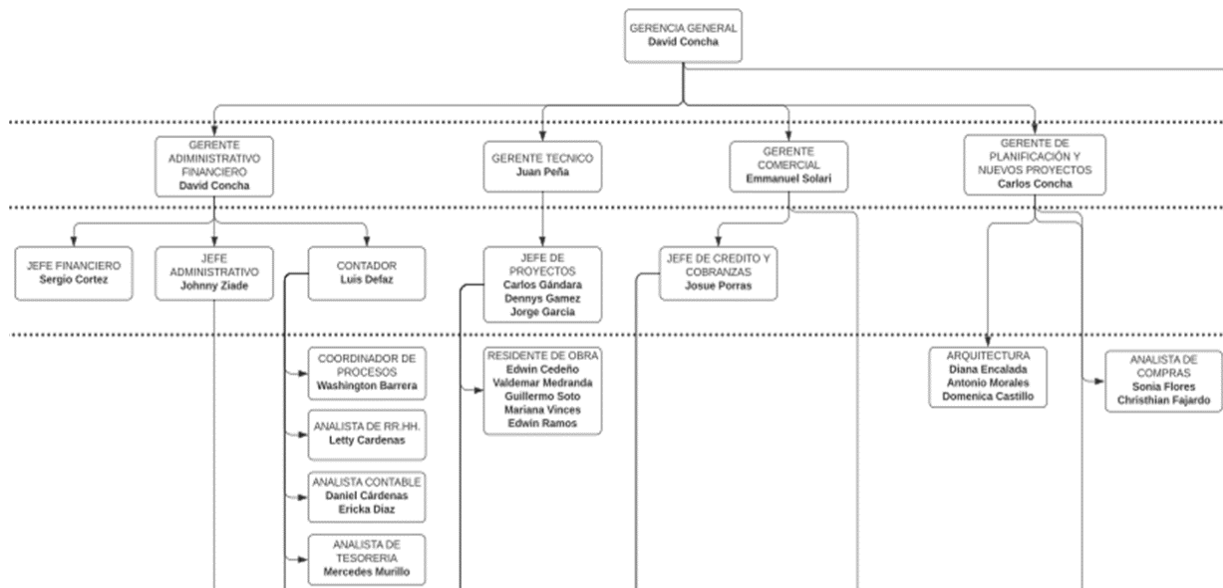 GERENCIA GENERAL
David Concha
GERENTE
ADIMINISTRATIVO
FINANCIERO
David Concha
GERENTE TECNICO
Juan Peña
GERENTE
COMERCIAL
Emmanuel Solari
GERENTE DE
PLANIFICACIÓN Y
NUEVOS PROYECTOS
Carlos Concha
JEFE FINANCIERO
Sergio Cortez
JEFE
ADMINISTRATIVO
Johnny Ziade
CONTADOR
Luis Defaz
JEFE DE
PROYECTOS
Carlos Gándara
Dennys Gamez
Jorge Garcia
JEFE DE CREDITO Y
COBRANZAS
Josue Porras
COORDINADOR DE
PROCESOS
Washington Barrera
RESIDENTE DE OBRA
Edwin Cedeño
Valdemar Medranda
Guillermo Soto
Mariana Vinces
Edwin Ramos
ARQUITECTURA
Diana Encalada
Antonio Morales
Domenica Castillo
ANALISTA DE
COMPRAS
Sonia Flores
Christhian Fajardo
ANALISTA DE RR.HH.
Letty Cardenas
ANALISTA CONTABLE
Daniel Cárdenas
Ericka Diaz
ANALISTA DE
TESORERIA
Mercedes Murillo